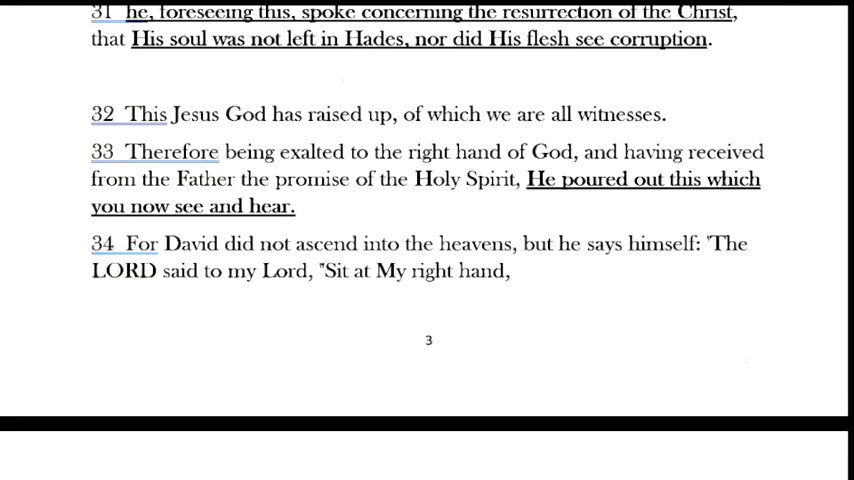 31 he, foreseeing this, spoke concerning the resurrection of the Christ,
that His soul was not left in Hades, nor did His flesh see corruption.
32 This Jesus God has raised up, of which we are all witnesses.
33 Therefore being exalted to the right hand of God, and having received
from the Father the promise of the Holy Spirit, He poured out this which
you now see and hear.
34 For David did not ascend into the heavens, but he says himself: 'The
LORD said to my Lord, "Sit at My right hand,
3